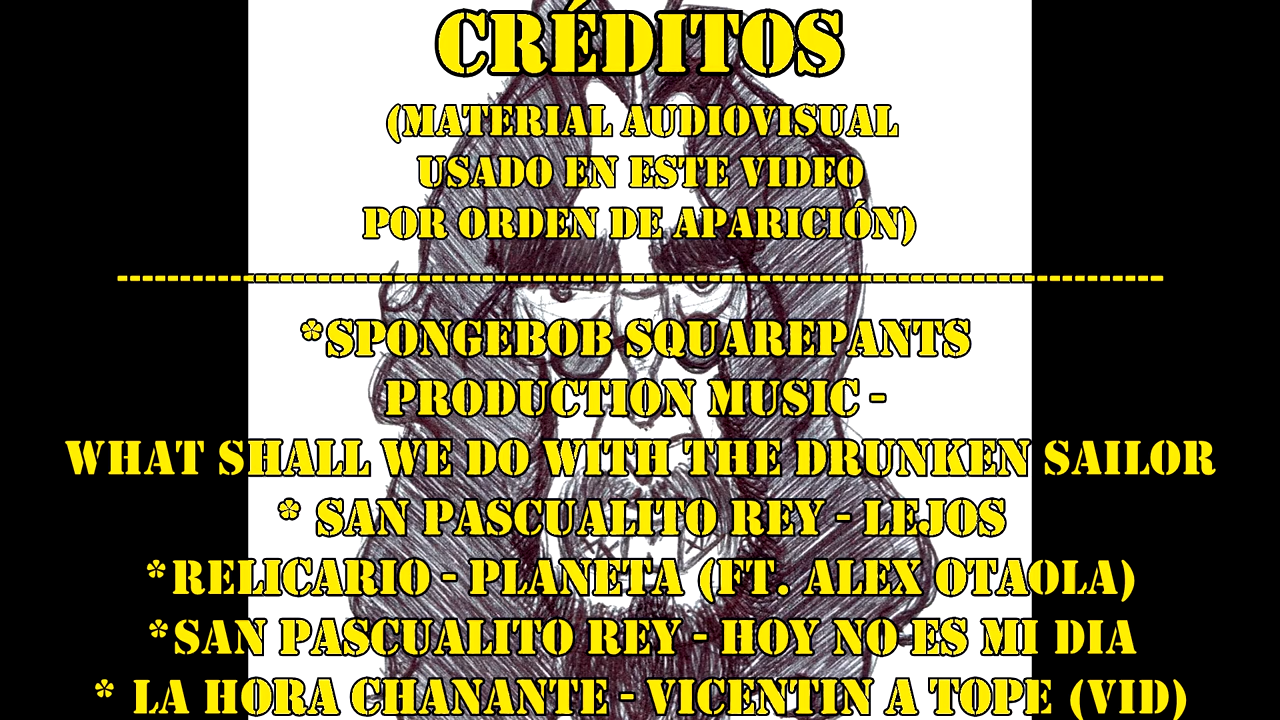 CRÉDITOS
(MATERIAL AUDIOVISUAL
USADO EN ESTE VIDEO
POR ORDEN DE APARICIÓN)
--------------------------------------------------------------------------------------
*SPONGEBOB SQUAREPANTS
PRODUCTION MUSIC -
WHAT SHALL WE DO WITH THE DRUNKEN SAILOR
* SAN PASCUALITO REY - LEJOS
*RELICARIO - PLANETA (FT. ALEX OTAOLA)
*SAN PASCUALITO REY - HOY NO ES MI DIA
* LA HORA CHANANTE - VICENTIN A TOPE (VID)